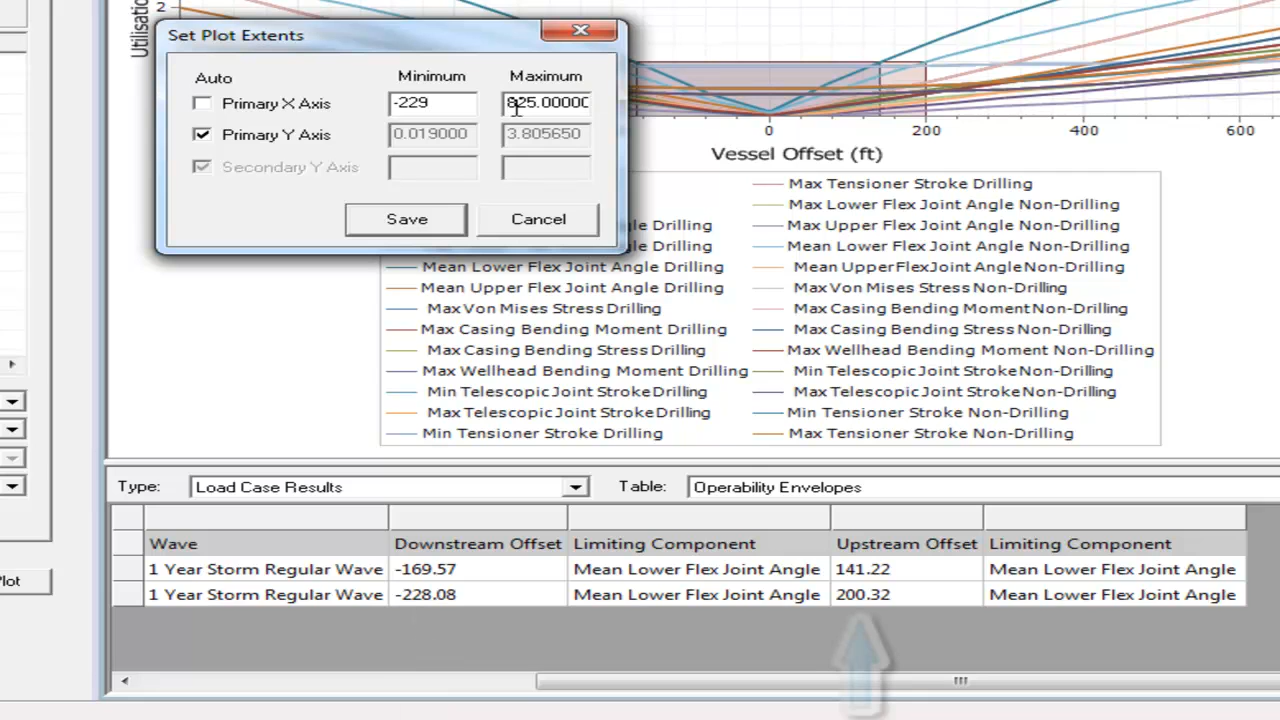 2
Utilisatio
Set Plot Extents
Auto Minimum Maximum
Primary X Axis -229 825.00000
Primary Y Axis 0.019000 3.805650
Secondary Y Axis
Save Cancel
0 200 400 600
Vessel Offset (ft)
Max Tensioner Stroke Drilling
Max Lower Flex Joint Angle Non-Drilling
gle Drilling Max Upper Flex Joint Angle Non-Drilling
gle Drilling Mean Lower Flex Joint Angle Non-Drilling
Mean Lower Flex Joint Angle Drilling Mean Upper Flex Joint Angle Non-Drilling
Mean Upper Flex Joint Angle Drilling Max Von Mises Stress Non-Drilling
Max Von Mises Stress Drilling Max Casing Bending Moment Non-Drilling
Max Casing Bending Moment Drilling Max Casing Bending Stress Non-Drilling
Max Casing Bending Stress Drilling Max Wellhead Bending Moment Non-Drilling
Max Wellhead Bending Moment Drilling Min Telescopic Joint Stroke Non-Drilling
Min Telescopic Joint Stroke Drilling Max Telescopic Joint Stroke Non-Drilling
Max Telescopic Joint Stroke Drilling Min Tensioner Stroke Non-Drilling
Min Tensioner Stroke Drilling Max Tensioner Stroke Non-Drilling
Type: Load Case Results Table: Operability Envelopes
Wave Downstream Offset Limiting Component Upstream Offset Limiting Component
1 Year Storm Regular Wave -169.57 Mean Lower Flex Joint Angle 141.22 Mean Lower Flex Joint Angle
1 Year Storm Regular Wave -228.08 Mean Lower Flex Joint Angle 200.32 Mean Lower Flex Joint Angle
Plot